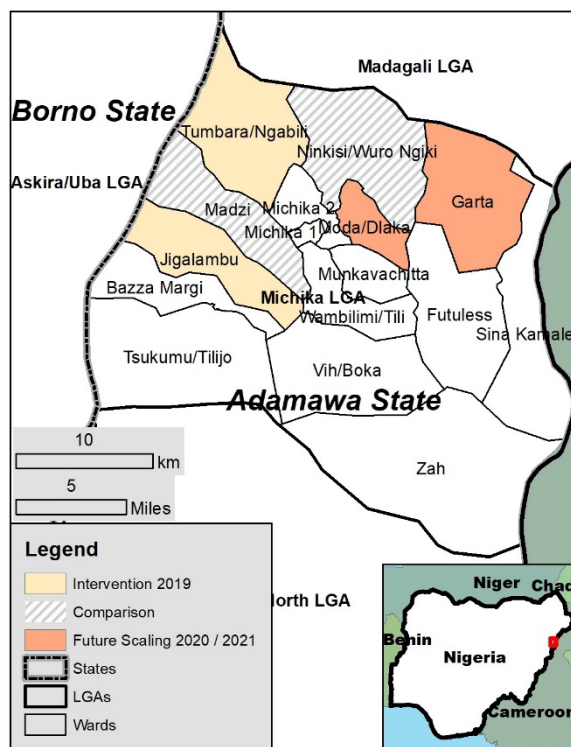 Madagali LGA
Borno State
Tumbara/Ngabili
Ninkisi/Wuro Ngiki
Askira/Uba LGA
Garta
Madzi
Michika 2
Moda/Dlaka
Michika 1
Jigalambu
Munkavachitta
Bazza Margi
Michika LGA
Wambilimi/Tili
Futuless
Sina Kamale
Tsukumu/Tilijo
Vih/Boka
Adamawa State
10
km
Zah
5
Miles
Legend
Intervention 2019
Comparison
North LGA
Future Scaling 2020 / 2021
States
LGAs
Wards
Niger
Chad
Benin
Nigeria
Cameroon